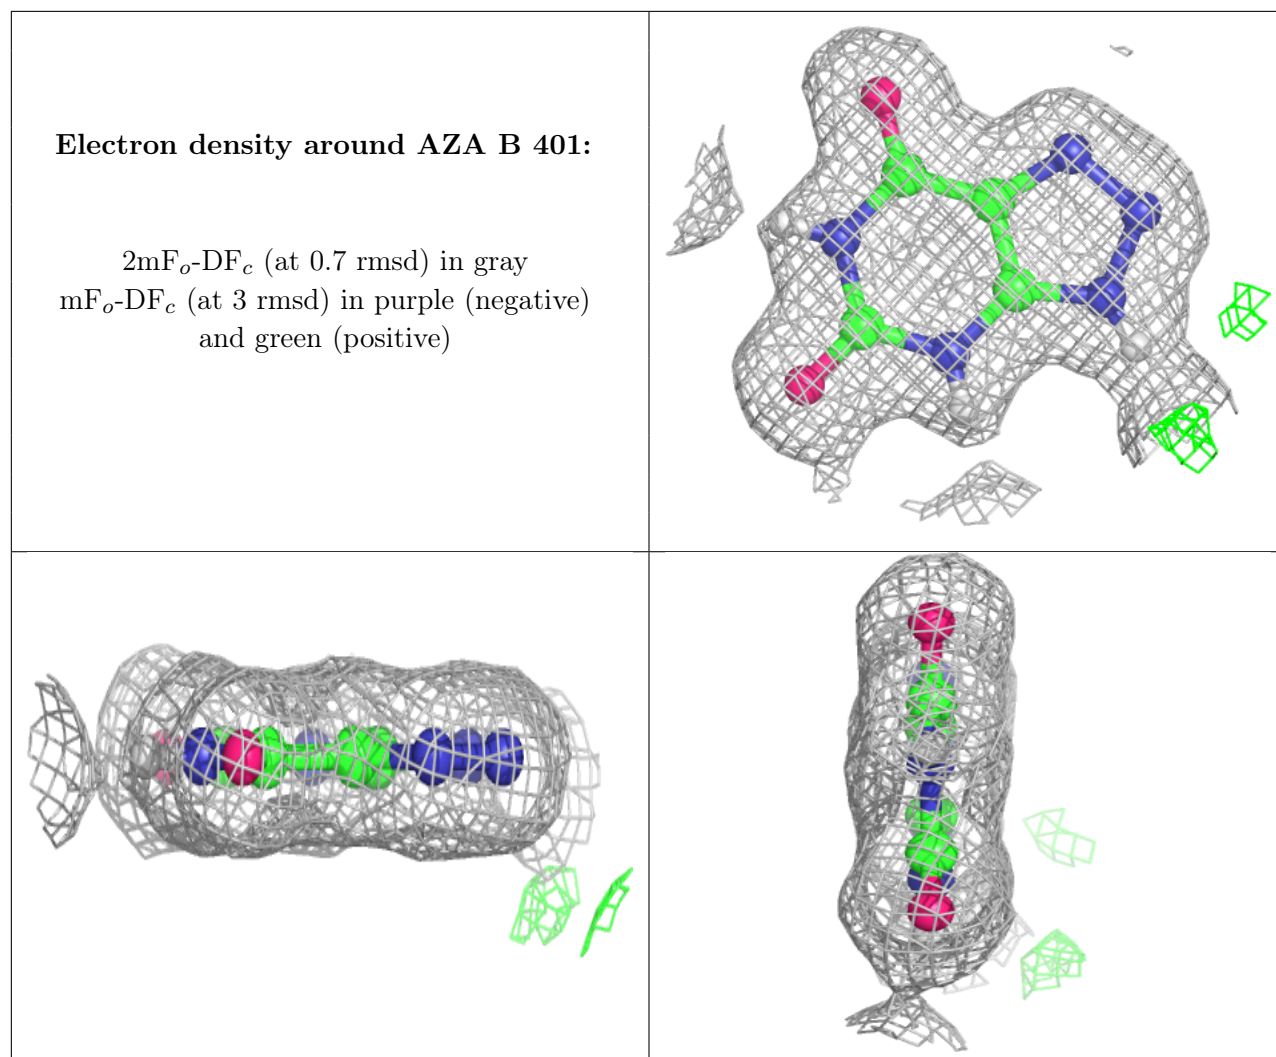 Electron density around AZA B 401:
2mFo-DFc (at 0.7 rmsd) in gray
mFo-DFc (at 3 rmsd) in purple (negative)
and green (positive)